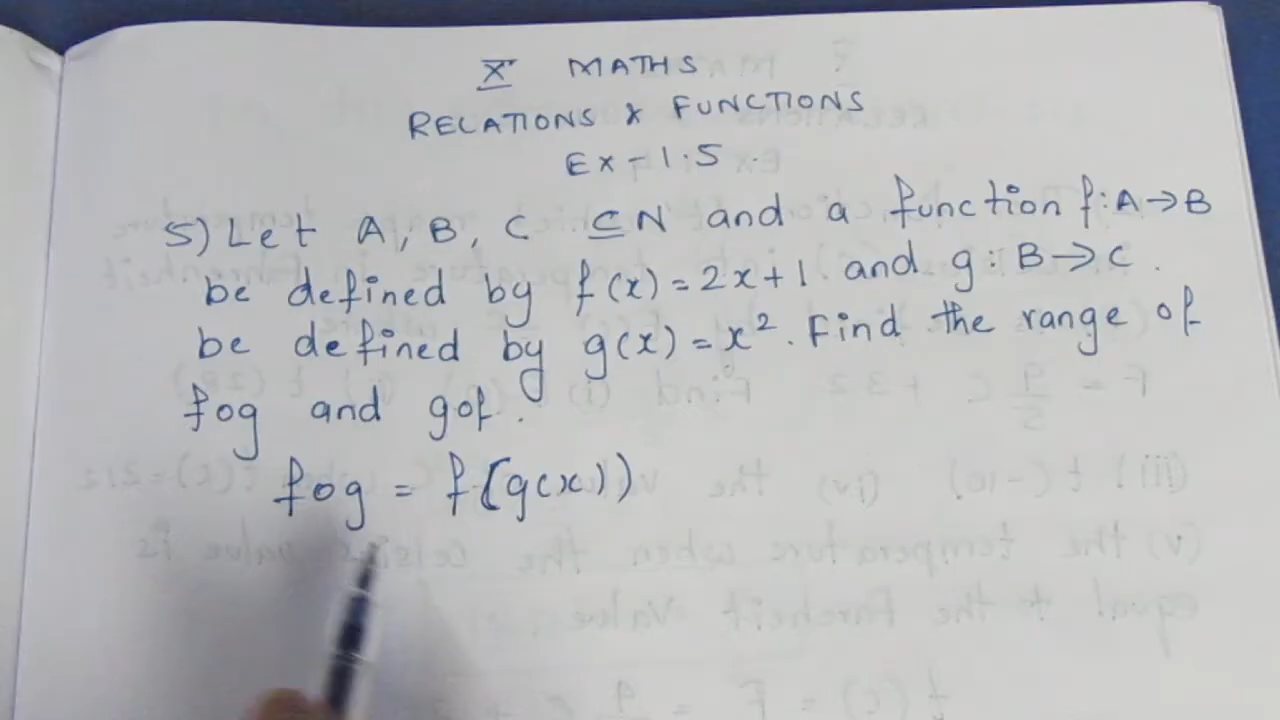 X MATHS
RELATIONS & FUNCTIONS
Ex-1.5
5) Let A, B, C ⊆ N and a function f: A→B
be defined by f(x) = 2x+1 and g: B→C.
be defined by g(x) = x². Find the range of
fog and gof.
fog = f(g(x))